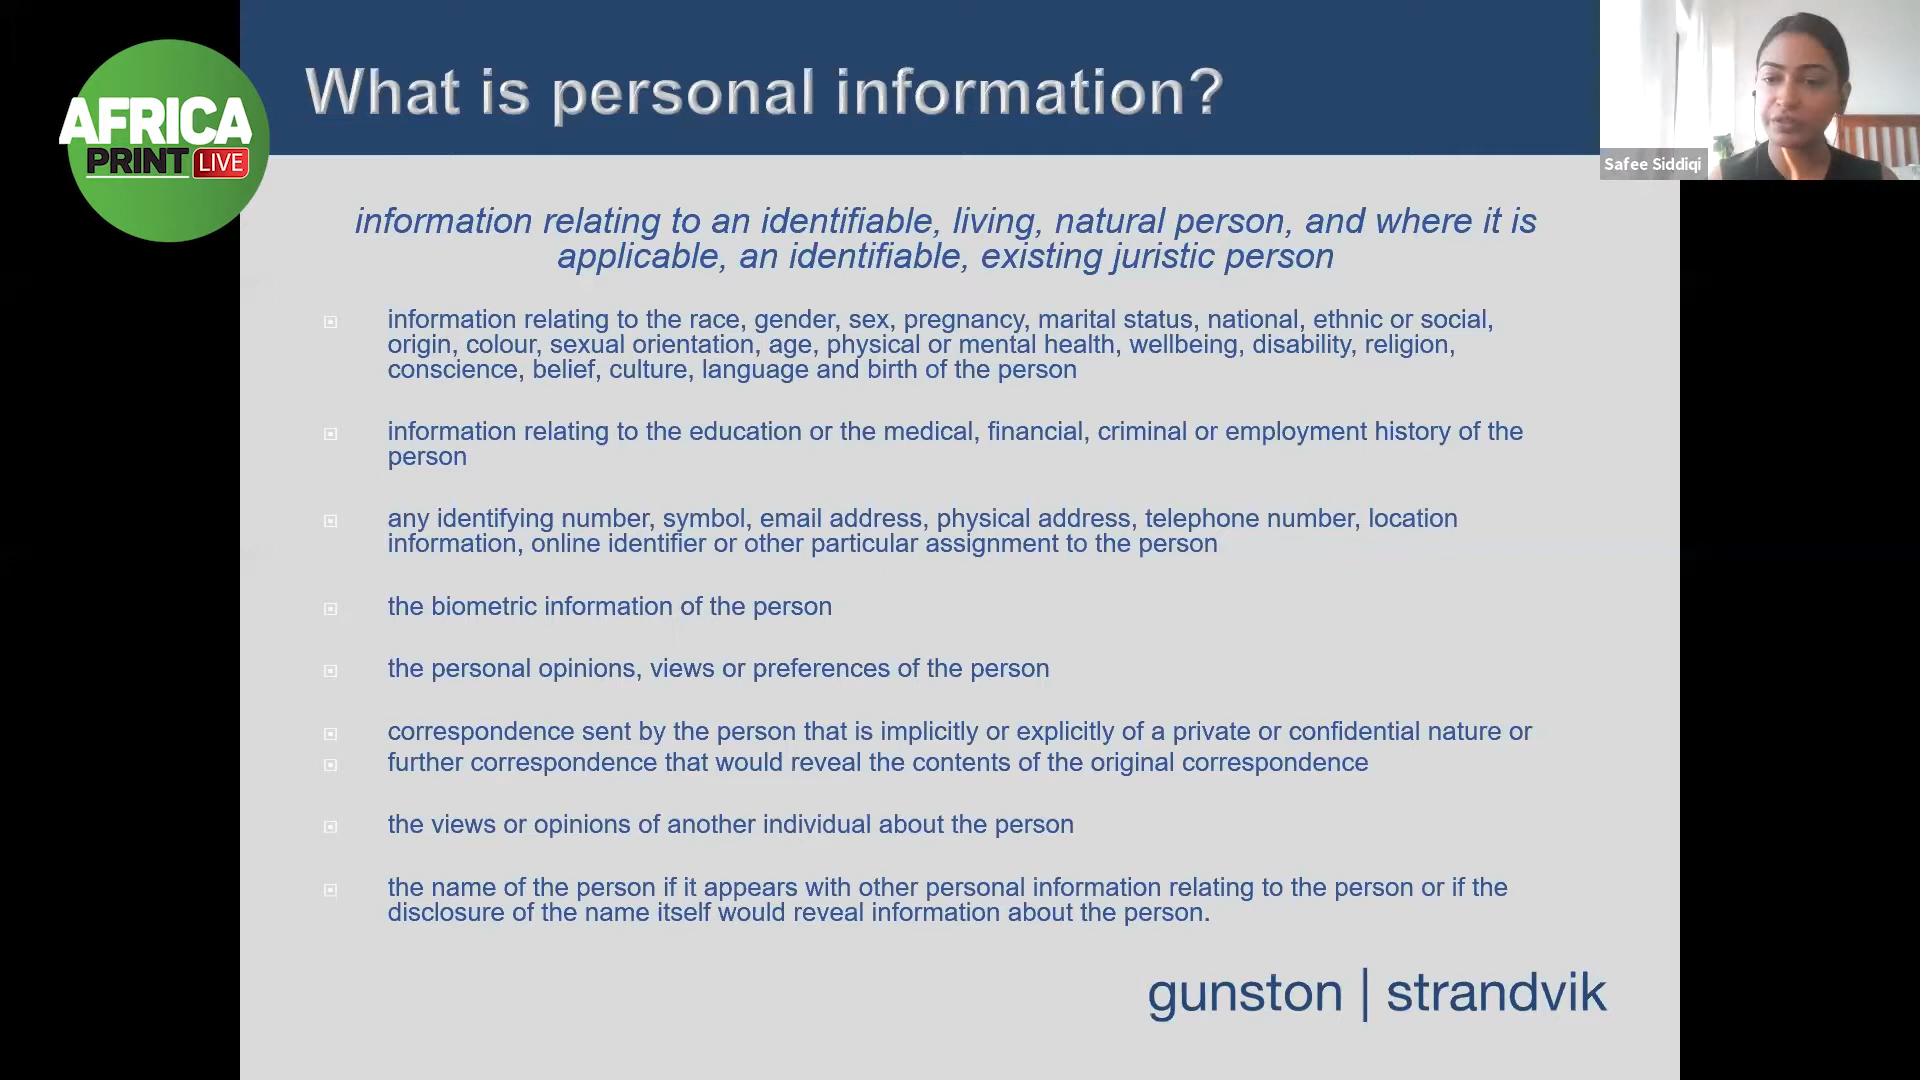 AFRICA
PRINT LIVE
What is personal information?
Safee Siddiqi
information relating to an identifiable, living, natural person, and where it is
applicable, an identifiable, existing juristic person
information relating to the race, gender, sex, pregnancy, marital status, national, ethnic or social,
origin, colour, sexual orientation, age, physical or mental health, wellbeing, disability, religion,
conscience, belief, culture, language and birth of the person
information relating to the education or the medical, financial, criminal or employment history of the
person
any identifying number, symbol, email address, physical address, telephone number, location
information, online identifier or other particular assignment to the person
the biometric information of the person
the personal opinions, views or preferences of the person
correspondence sent by the person that is implicitly or explicitly of a private or confidential nature or
further correspondence that would reveal the contents of the original correspondence
the views or opinions of another individual about the person
the name of the person if it appears with other personal information relating to the person or if the
disclosure of the name itself would reveal information about the person.
gunston | strandvik